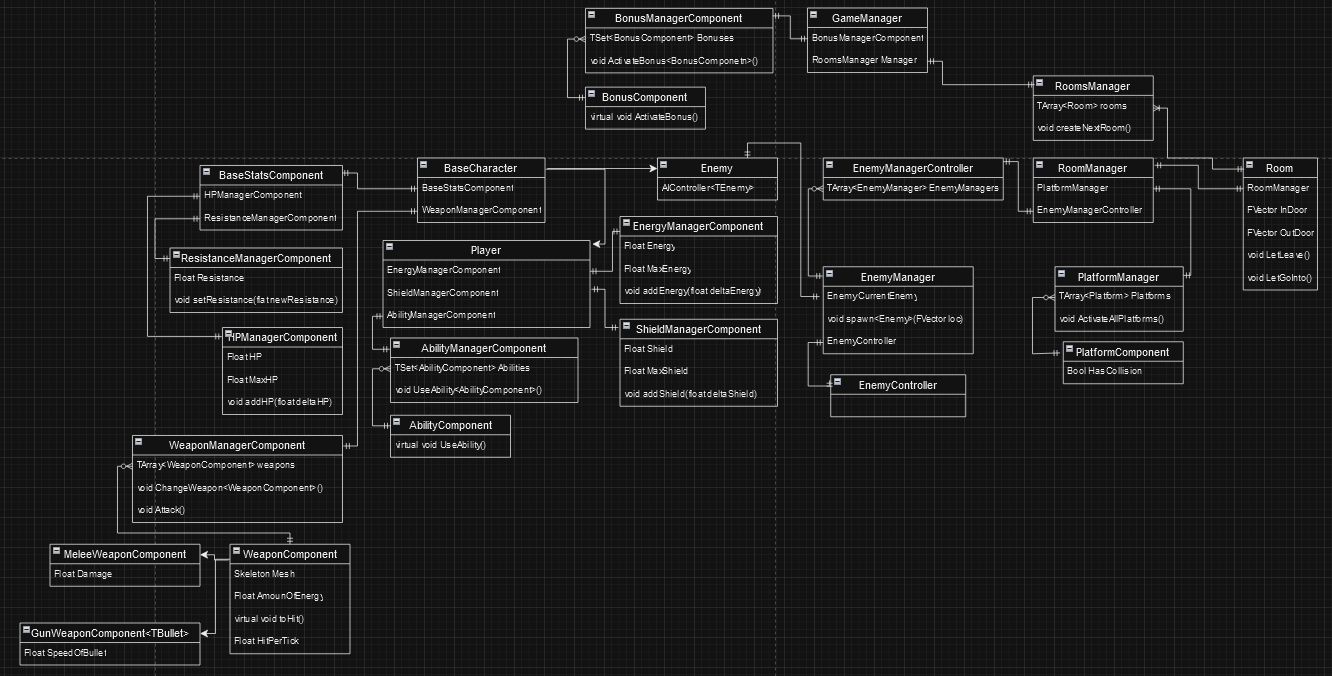 BonusManagerComponent
TSet<BonusComponent> Bonuses
void ActivateBonus<BonusComponetn>()
GameManager
BonusManagerComponent
RoomsManager Manager
BonusComponent
virtual void ActivateBonus()
RoomsManager
TArray<Room> rooms
void createNextRoom()
BaseStatsComponent
HPManagerComponent
ResistanceManagerComponent
BaseCharacter
BaseStatsComponent
WeaponManagerComponent
Enemy
AIController<TEnemy>
EnemyManagerController
TArray<EnemyManager> EnemyManagers
RoomManager
PlatformManager
EnemyManagerController
Room
RoomManager
FVector InDoor
FVector OutDoor
void LetLeave()
void LetGoInto()
ResistanceManagerComponent
Float Resistance
void setResistance(flat newResistance)
Player
EnergyManagerComponent
ShieldManagerComponent
AbilityManagerComponent
EnergyManagerComponent
Float Energy
Float MaxEnergy
void addEnergy(float deltaEnergy)
EnemyManager
EnemyCurrentEnemy
void spawn<Enemy>(FVector loc)
EnemyController
PlatformManager
TArray<Platform> Platforms
void ActivateAllPlatforms()
HPManagerComponent
Float HP
Float MaxHP
void addHP(float deltaHP)
AbilityManagerComponent
TSet<AbilityComponent> Abilities
void UseAbility<AbilityComponent>()
ShieldManagerComponent
Float Shield
Float MaxShield
void addShield(float deltaShield)
PlatformComponent
Bool HasCollision
EnemyController
AbilityComponent
virtual void UseAbility()
WeaponManagerComponent
TArray<WeaponComponent> weapons
void ChangeWeapon<WeaponComponent>()
void Attack()
MeleeWeaponComponent
Float Damage
WeaponComponent
Skeleton Mesh
Float AmounOfEnergy
virtual void toHit()
Float HitPerTick
GunWeaponComponent<TBullet>
Float SpeedOfBullet